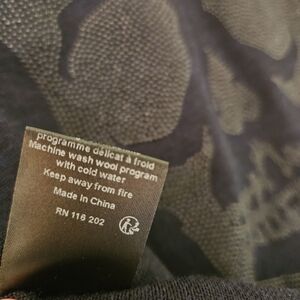 programme délicat à froid
Machine wash wool program
with cold water
Keep away from fire
Made in China
RN 116 202